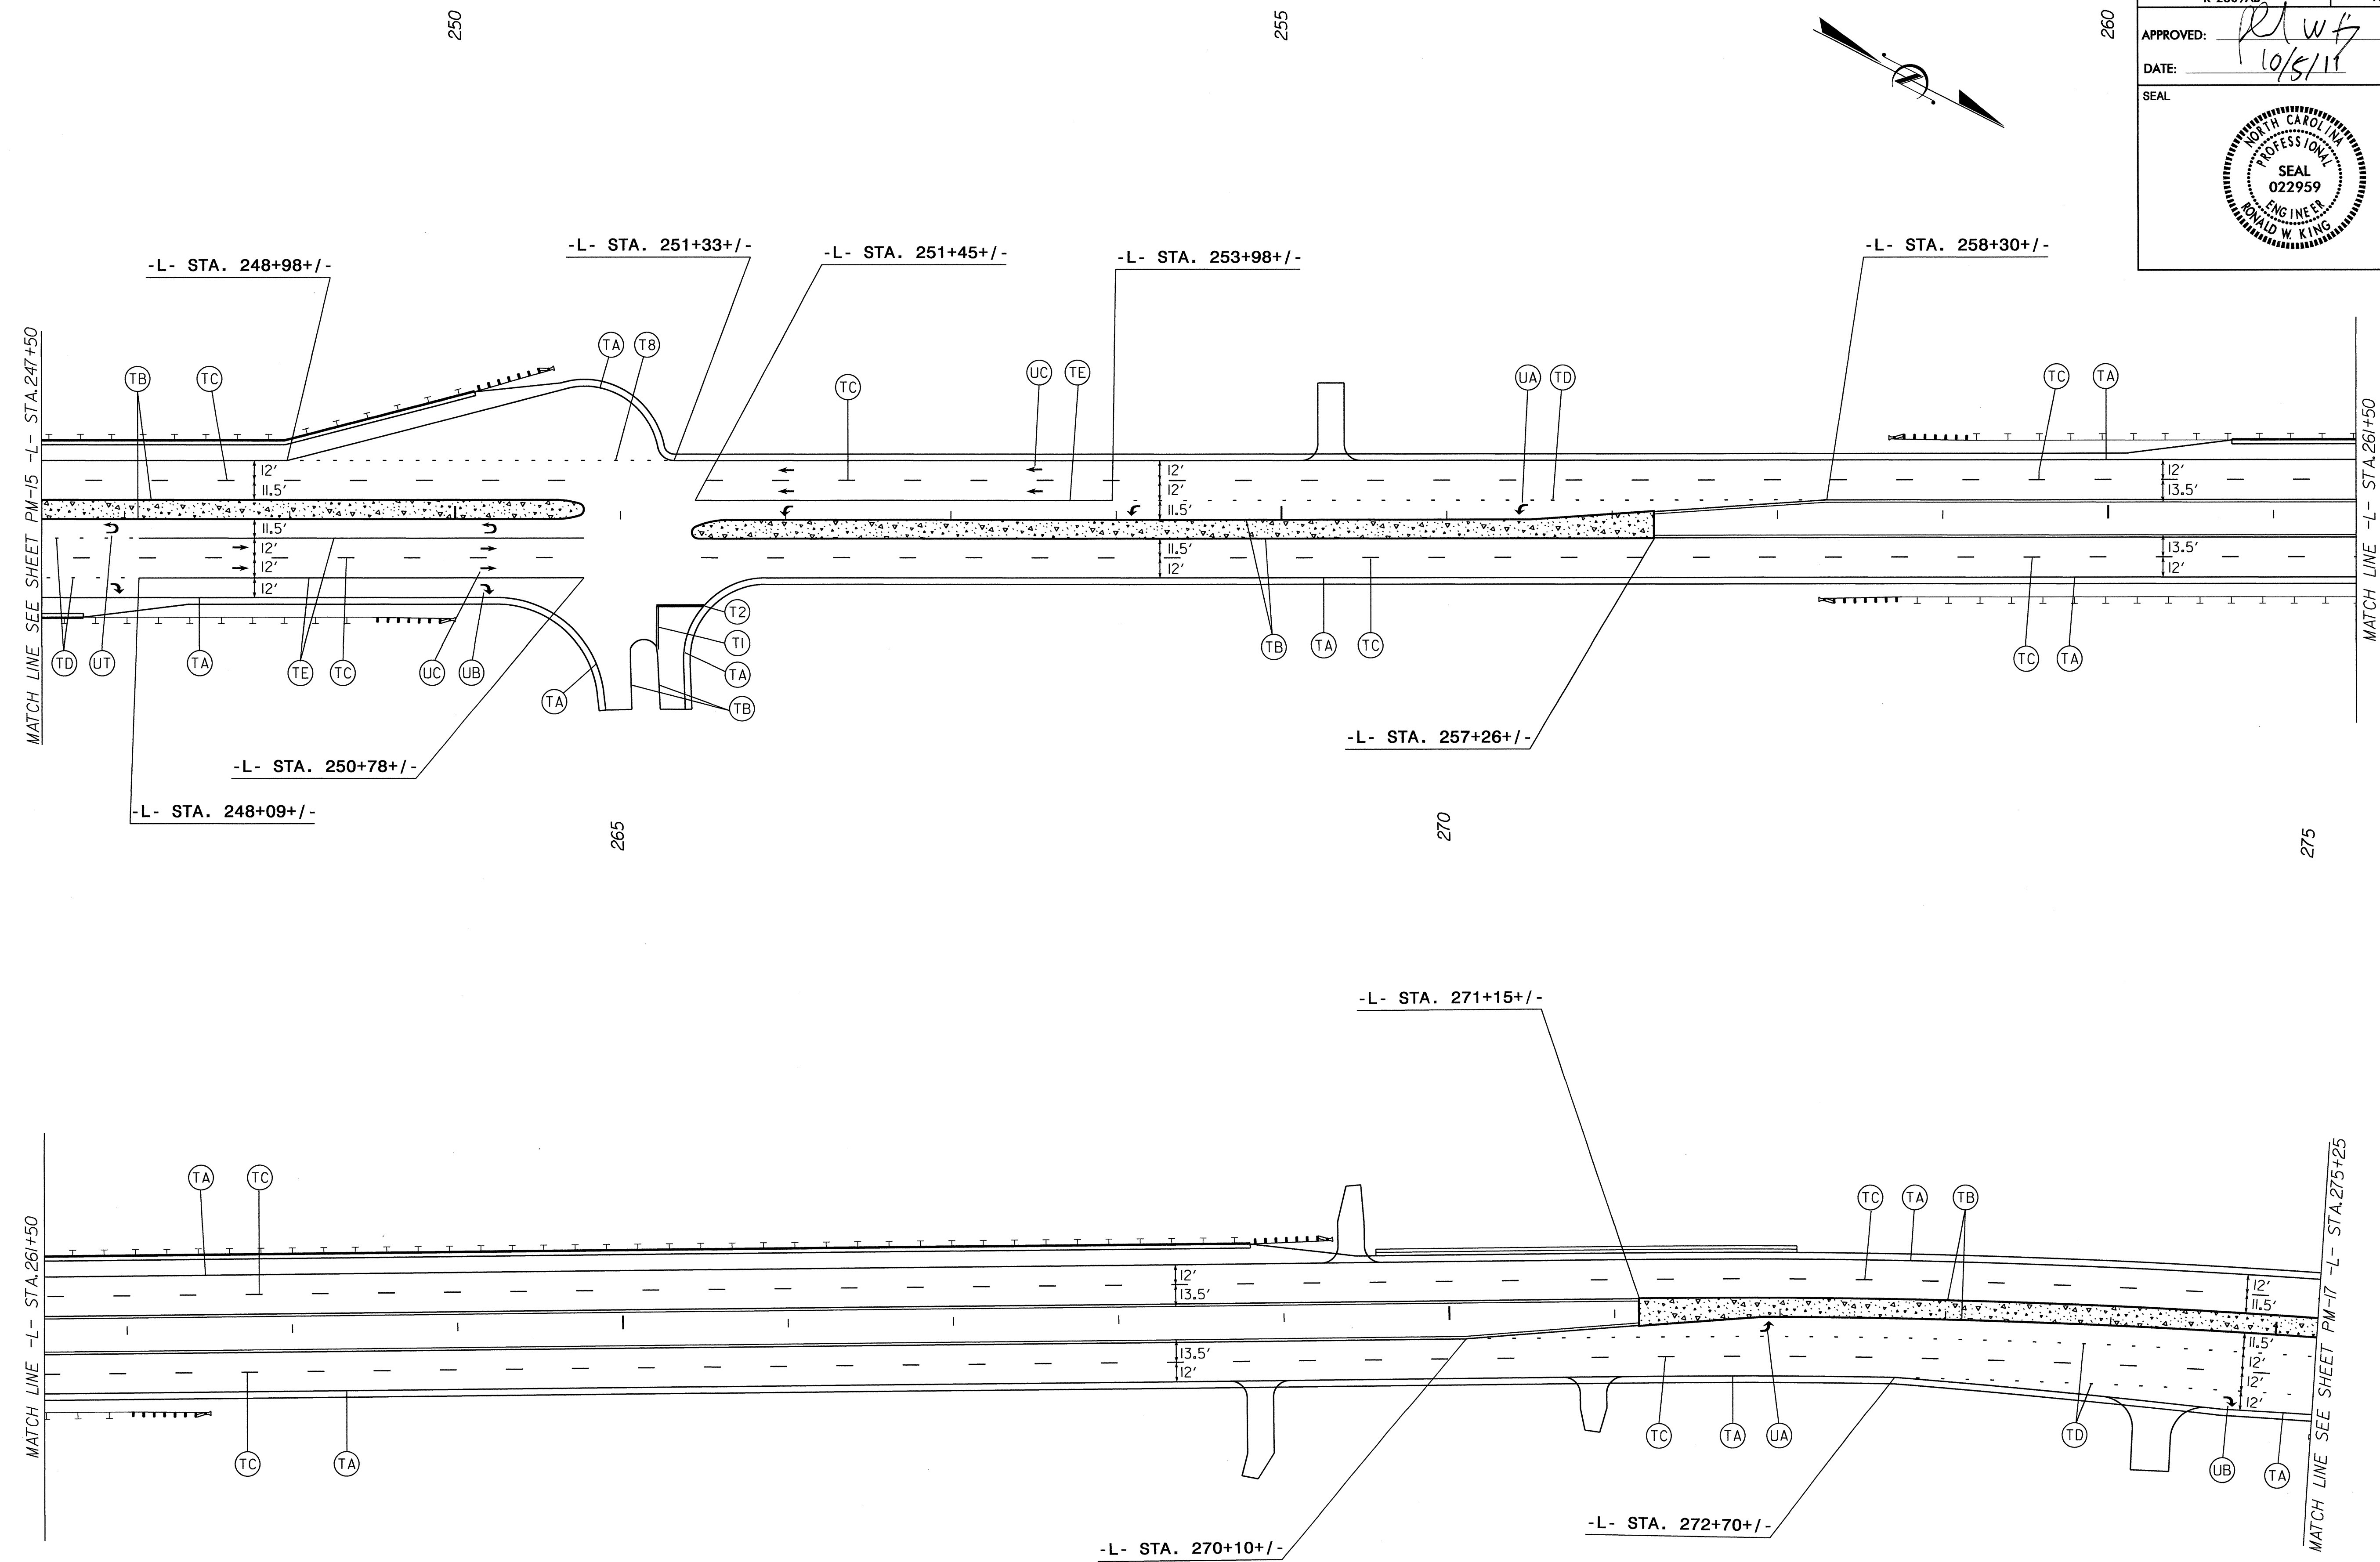 250
255
260
APPROVED:
DATE: 10/5/11
SEAL
NORTH CAROLINA
PROFESSIONAL
SEAL
022959
ENGINEER
RONALD W. KING
-L- STA. 248+98+/-
-L- STA. 251+33+/-
-L- STA. 251+45+/-
-L- STA. 253+98+/-
-L- STA. 258+30+/-
MATCH LINE SEE SHEET PM-15 -L- STA.247+50
TB TC
TA T8
TC
UC TE
UA TD
TC TA
MATCH LINE -L- STA.261+50
12'
11.5'
11.5'
12'
12'
12'
12'
12'
11.5'
11.5'
12'
12'
13.5'
13.5'
12'
TD UT TA TE TC UC UB
TA
T2
T1
TA
TB
TB TA TC
TC TA
-L- STA. 250+78+/-
-L- STA. 248+09+/-
-L- STA. 257+26+/-
265
270
275
-L- STA. 271+15+/-
MATCH LINE -L- STA.261+50
TA TC
TC TA TB
12'
13.5'
13.5'
12'
12'
11.5'
11.5'
12'
12'
12'
TC TA
TC TA UA
TD
UB TA
MATCH LINE SEE SHEET PM-17 -L- STA.275+25
-L- STA. 270+10+/-
-L- STA. 272+70+/-